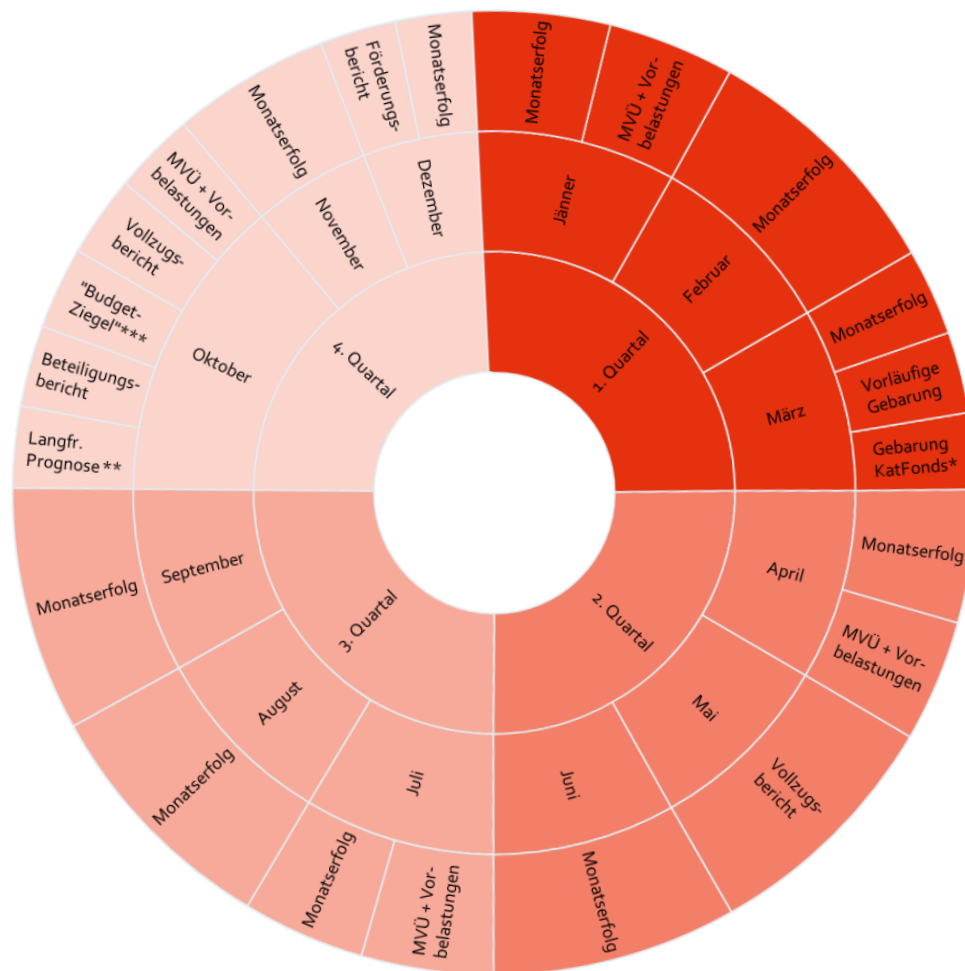 1. Quartal
Jänner
Monatserfolg
MVÜ + Vor-
belastungen
Februar
Monatserfolg
März
Monatserfolg
Vorläufige
Gebarung
Gebarung
KatFonds*
2. Quartal
April
Monatserfolg
MVÜ + Vor-
belastungen
Mai
Vollzugs-
bericht
Juni
Monatserfolg
3. Quartal
Juli
MVÜ + Vor-
belastungen
Monatserfolg
August
Monatserfolg
September
Monatserfolg
4. Quartal
Oktober
Langfr.
Prognose **
Beteiligungs-
bericht
"Budget-
Ziegel"***
Vollzugs-
bericht
MVÜ + Vor-
belastungen
November
Monatserfolg
Dezember
Förderungs-
bericht
Monatserfolg